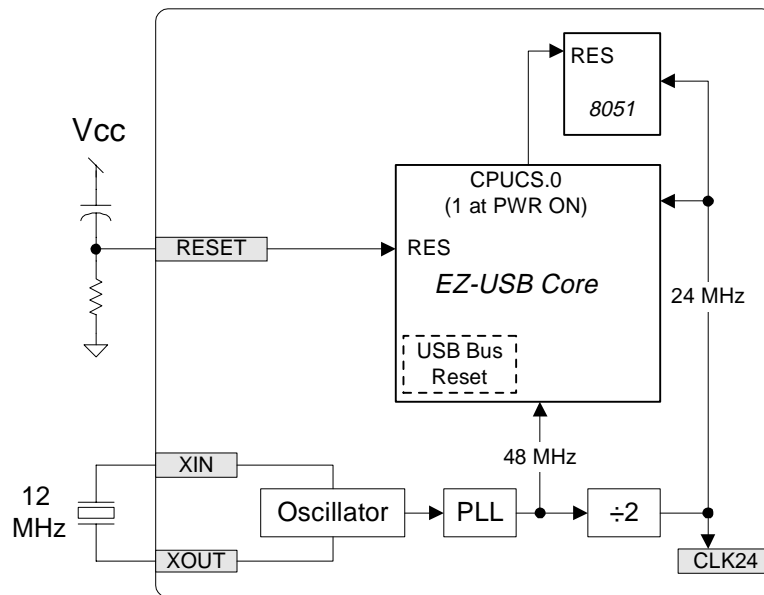 RES
8051
Vcc
CPUCS.0
(1 at PWR ON)
RESET
RES
EZ-USB Core
24 MHz
USB Bus
Reset
XIN
48 MHz
12
MHz
Oscillator
PLL
÷2
XOUT
CLK24